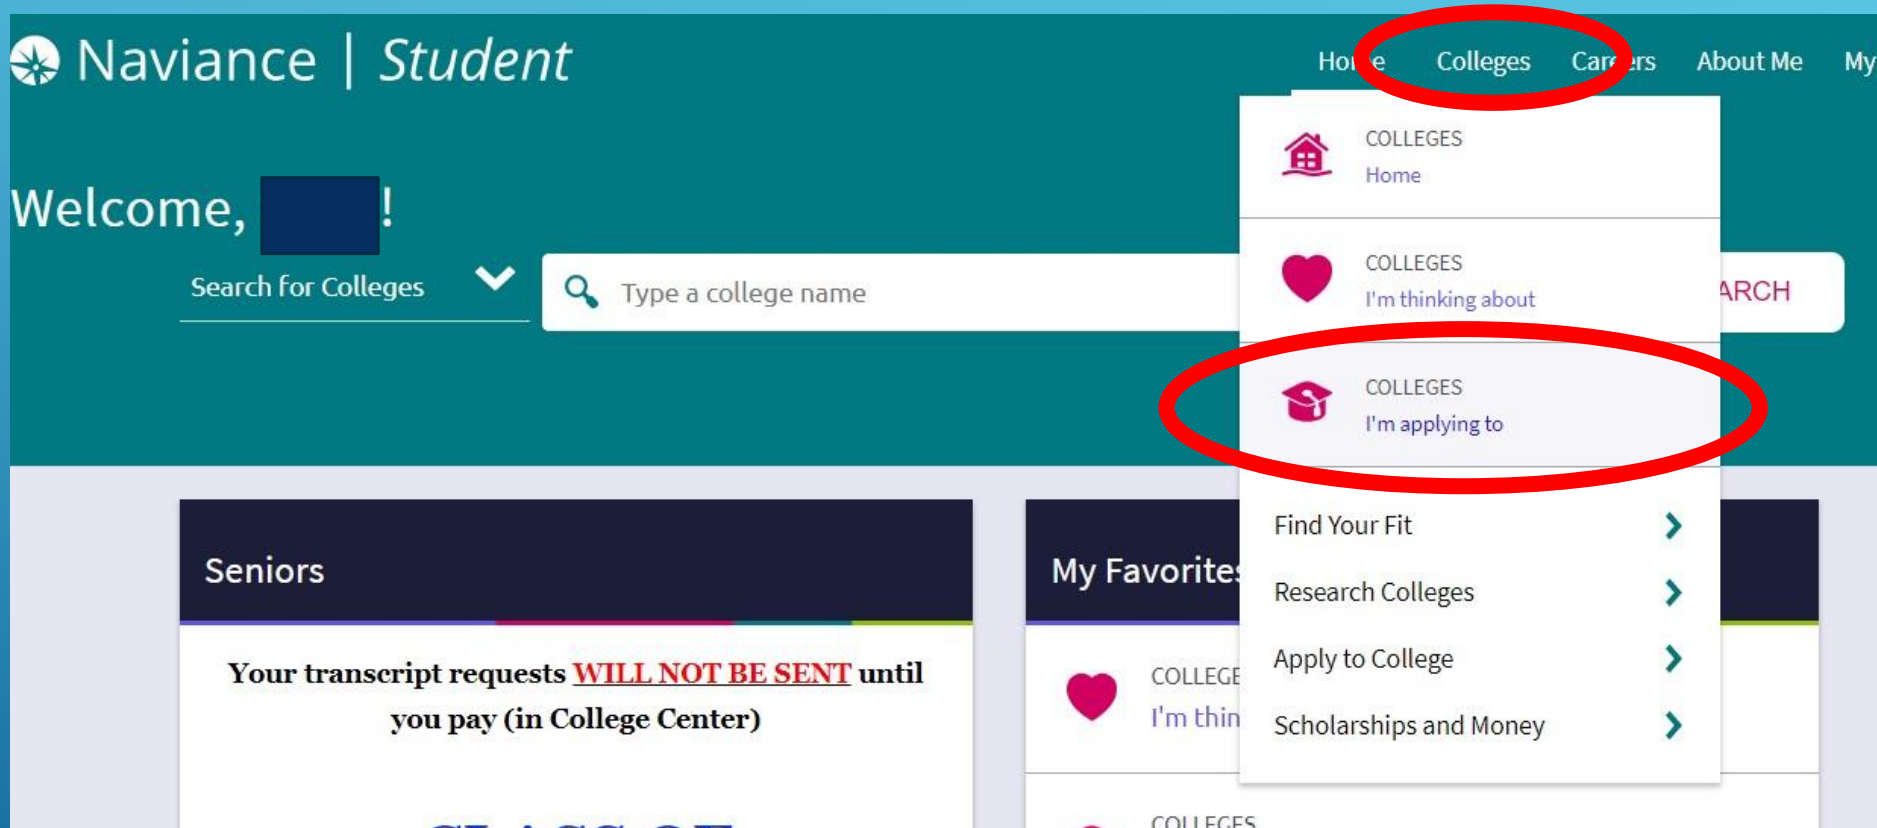 Naviance | Student
Home Colleges Careers About Me My
Welcome, !
Search for Colleges
Type a college name
COLLEGES
Home
COLLEGES
I'm thinking about
COLLEGES
I'm applying to
Find Your Fit
Research Colleges
Apply to College
Scholarships and Money
Seniors
Your transcript requests WILL NOT BE SENT until
you pay (in College Center)
My Favorites
I'm thin
COLLEGES